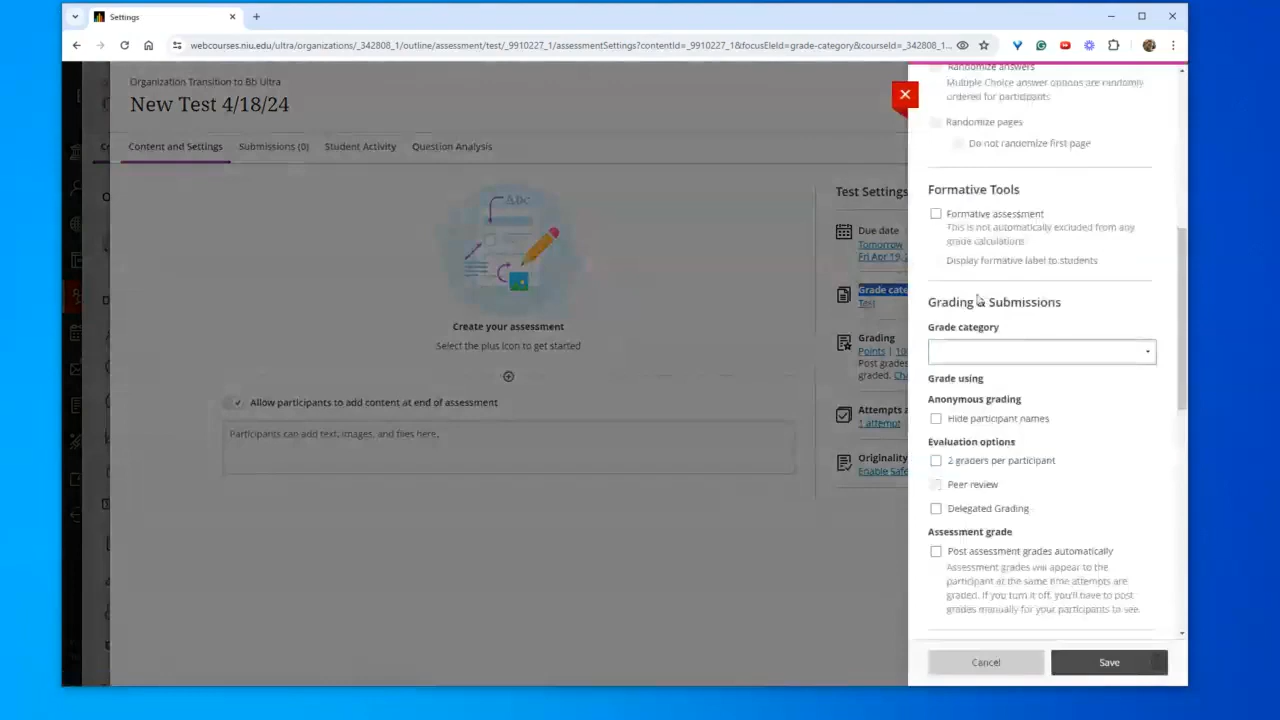 Settings
webcourses.niu.edu/ultra/organizations/_342808_1/outline/assessment/test/_9910227_1/assessmentSettings?contentId=_9910227_1&focusEleId=grade-category&courseId=_342808_1...
Organization Transition to Bb Ultra
New Test 4/18/24
Content and Settings
Submissions (0)
Student Activity
Question Analysis
Abc
Create your assessment
Select the plus icon to get started
Allow participants to add content at end of assessment
Participants can add text, images, and files here.
Test Settings
Due date
Tomorrow
Fri Apr 19, 2
Grade cate
Test
Grading
Points | 10
Post grades
graded. Cha
Attempts a
1 attempt
Originality
Enable Safe
Randomize answers
Multiple Choice answer options are randomly
ordered for participants
Randomize pages
Do not randomize first page
Formative Tools
Formative assessment
This is not automatically excluded from any
grade calculations
Display formative label to students
Grading & Submissions
Grade category
Grade using
Anonymous grading
Hide participant names
Evaluation options
2 graders per participant
Peer review
Delegated Grading
Assessment grade
Post assessment grades automatically
Assessment grades will appear to the
participant at the same time attempts are
graded. If you turn it off, you'll have to post
grades manually for your participants to see.
Cancel
Save